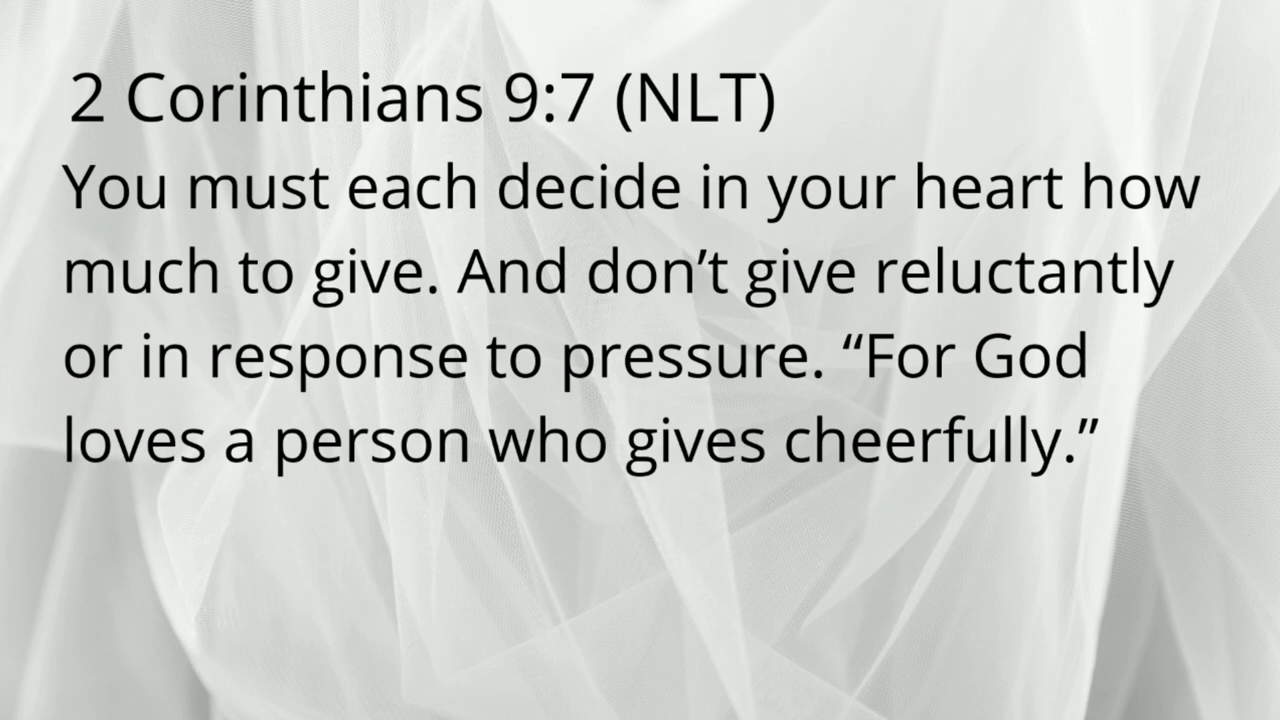 2 Corinthians 9:7 (NLT)
You must each decide in your heart how
much to give. And don’t give reluctantly
or in response to pressure. “For God
loves a person who gives cheerfully.”